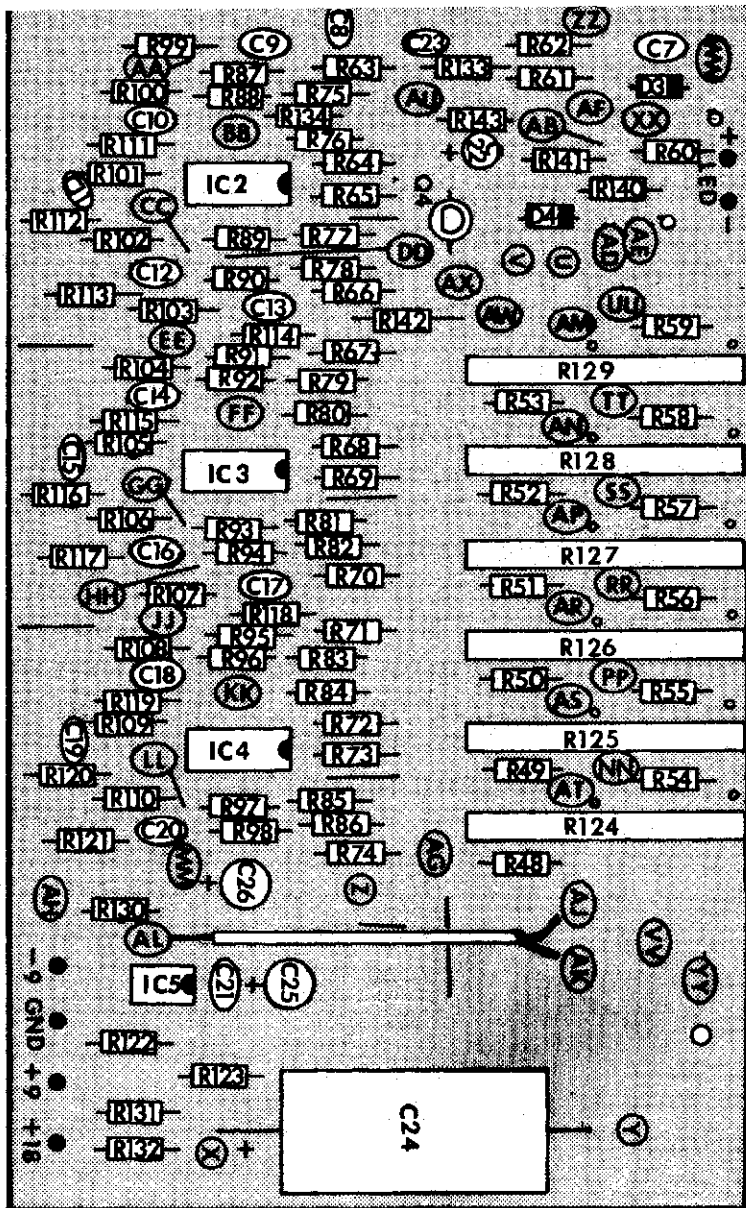 ZZ
R99 C9 C8 C23 R62 C7 WW
AA R87 R63 R133 R61 D3
R100 R88 R75 AU AF
C10 BB R134 R143 AB XX
R111 R76 + R141 R60 +
R101 IC2 R64 R140 LED
R112 CC R65 Q4 D4 -
R102 R89 R77 DD V U AD AE
C12 R90 R78 AX
R113 R103 C13 R66 R142 AW AM UU R59
EE R114
R104 R91 R67 R129
C14 R92 R79 R53 TT
R115 FF R80 AN R58
R105 R68 R128
C15 IC3 R69
R116 GG R52 SS R57
R106 R93 R81 AP
R117 C16 R94 R82 R127
HH R107 C17 R70 R51 RR R56
JJ R118 AR
R108 R95 R71 R126
C18 R96 R83 R50 PP
R119 KK R84 AS R55
R109 R72 R125
C19 IC4 R73
R120 LL R49 NN R54
R110 R97 R85 AT
R121 C20 R98 R86 R124
R74 AG R48
+ C26 Z
AH R130 AJ
AL VV
-9 IC5 C21 + C25 AK YY
GND
R122
+9 R123
R131 C24
+18 R132 X + Y